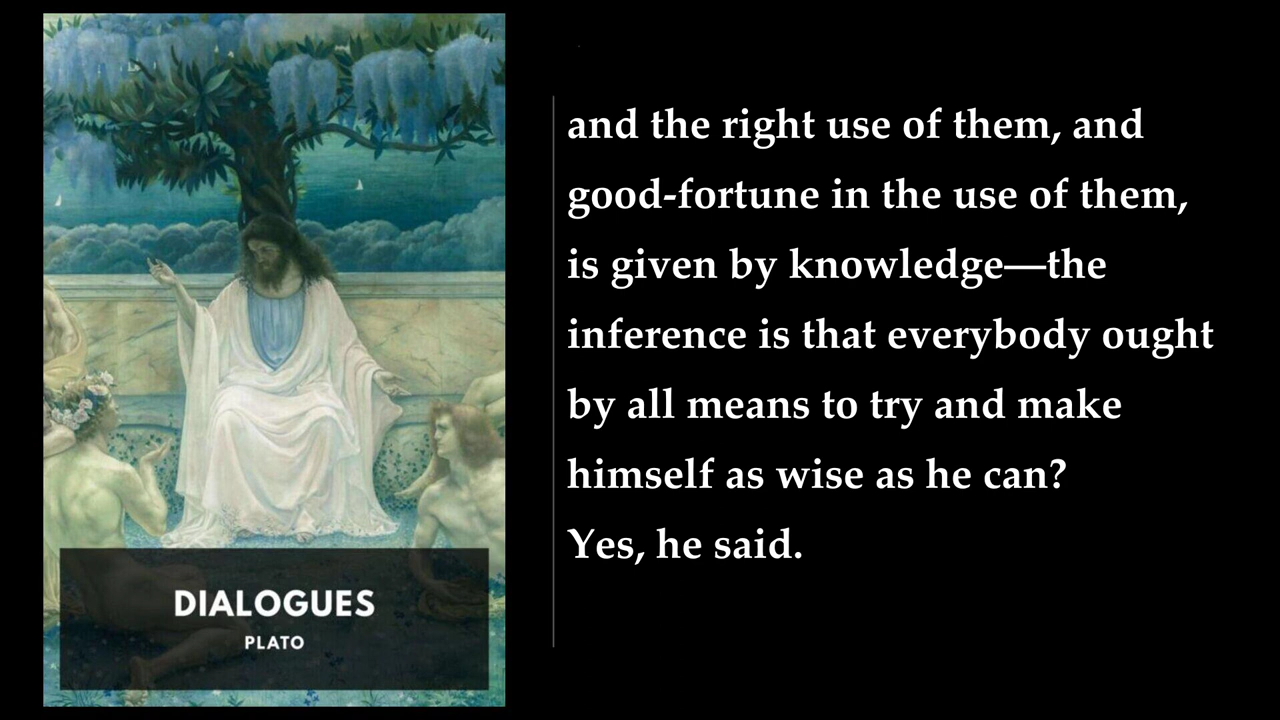 DIALOGUES
PLATO
and the right use of them, and
good-fortune in the use of them,
is given by knowledge—the
inference is that everybody ought
by all means to try and make
himself as wise as he can?
Yes, he said.